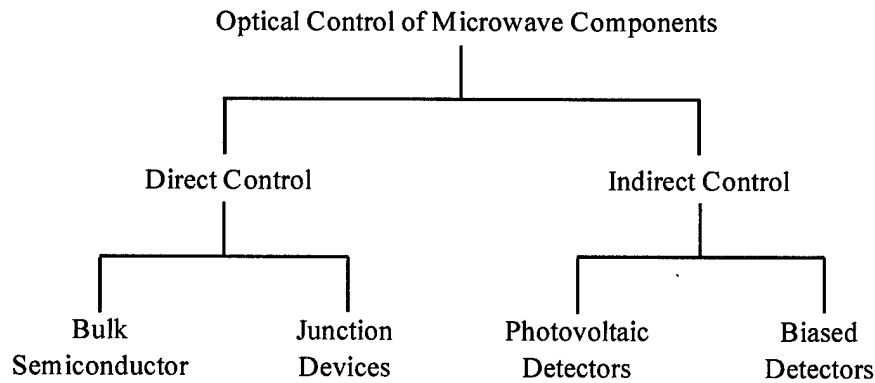 Optical Control of Microwave Components
Direct Control
Indirect Control
Bulk
Semiconductor
Junction
Devices
Photovoltaic
Detectors
Biased
Detectors